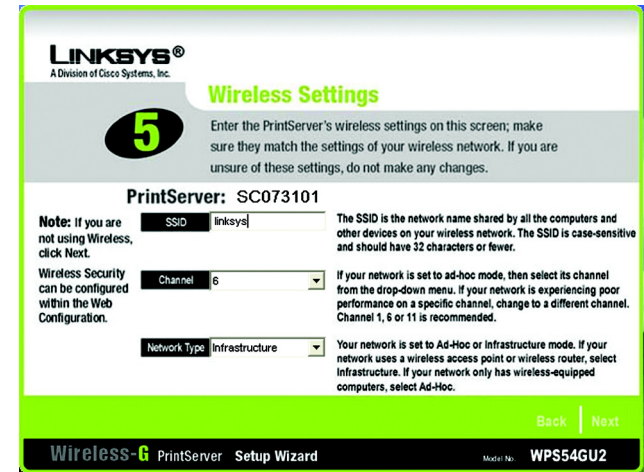 LINKSYS®
A Division of Cisco Systems, Inc.
Wireless Settings
5
Enter the PrintServer's wireless settings on this screen; make
sure they match the settings of your wireless network. If you are
unsure of these settings, do not make any changes.
PrintServer: SC073101
Note: If you are
not using Wireless,
click Next.
SSID linksys
The SSID is the network name shared by all the computers and
other devices on your wireless network. The SSID is case-sensitive
and should have 32 characters or fewer.
Wireless Security
can be configured
within the Web
Configuration.
Channel 6
If your network is set to ad-hoc mode, then select its channel
from the drop-down menu. If your network is experiencing poor
performance on a specific channel, change to a different channel.
Channel 1, 6 or 11 is recommended.
Network Type Infrastructure
Your network is set to Ad-Hoc or Infrastructure mode. If your
network uses a wireless access point or wireless router, select
Infrastructure. If your network only has wireless-equipped
computers, select Ad-Hoc.
Back Next
Wireless-G PrintServer Setup Wizard
Model No. WPS54GU2